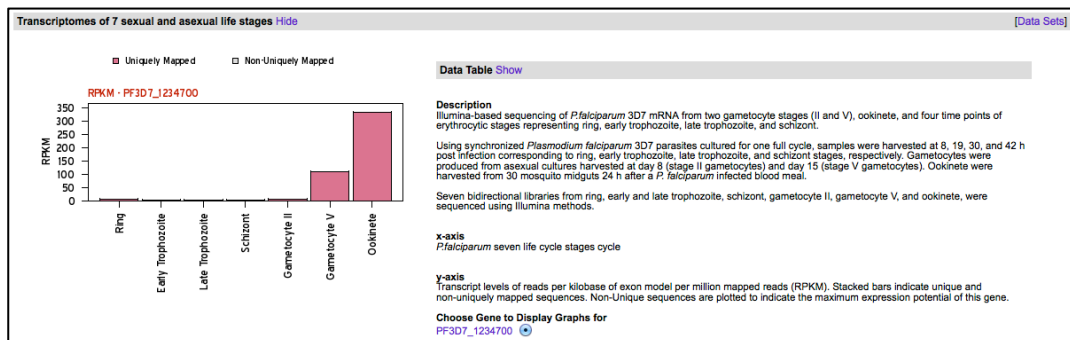 Transcriptomes of 7 sexual and asexual life stages Hide [Data Sets]
Uniquely Mapped Non-Uniquely Mapped
RPKM - PF3D7_1234700
RPKM
350
300
250
200
150
100
50
0
Ring
Early Trophozoite
Late Trophozoite
Schizont
Gametocyte II
Gametocyte V
Ookinete
Data Table Show
Description
Illumina-based sequencing of P.falciparum 3D7 mRNA from two gametocyte stages (II and V), ookinete, and four time points of
erythrocytic stages representing ring, early trophozoite, late trophozoite, and schizont.
Using synchronized Plasmodium falciparum 3D7 parasites cultured for one full cycle, samples were harvested at 8, 19, 30, and 42 h
post infection corresponding to ring, early trophozoite, late trophozoite, and schizont stages, respectively. Gametocytes were
produced from asexual cultures harvested at day 8 (stage II gametocytes) and day 15 (stage V gametocytes). Ookinete were
harvested from 30 mosquito midguts 24 h after a P. falciparum infected blood meal.
Seven bidirectional libraries from ring, early and late trophozoite, schizont, gametocyte II, gametocyte V, and ookinete, were
sequenced using Illumina methods.
x-axis
P.falciparum seven life cycle stages cycle
y-axis
Transcript levels of reads per kilobase of exon model per million mapped reads (RPKM). Stacked bars indicate unique and
non-uniquely mapped sequences. Non-Unique sequences are plotted to indicate the maximum expression potential of this gene.
Choose Gene to Display Graphs for
PF3D7_1234700